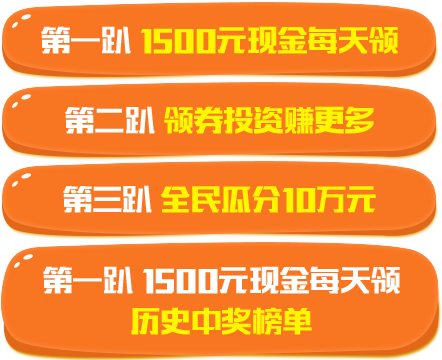 第一趴 1500元现金每天领
第二趴 领券投资赚更多
第三趴 全民瓜分10万元
第一趴 1500元现金每天领
历史中奖榜单